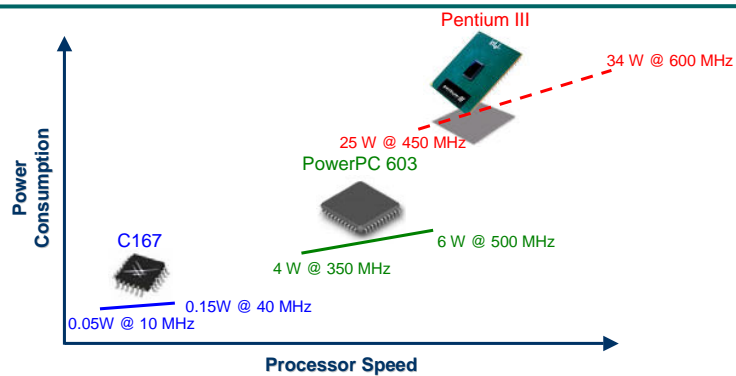 Pentium III
34 W @ 600 MHz
25 W @ 450 MHz
PowerPC 603
Power
Consumption
C167
6 W @ 500 MHz
4 W @ 350 MHz
0.15W @ 40 MHz
0.05W @ 10 MHz
Processor Speed